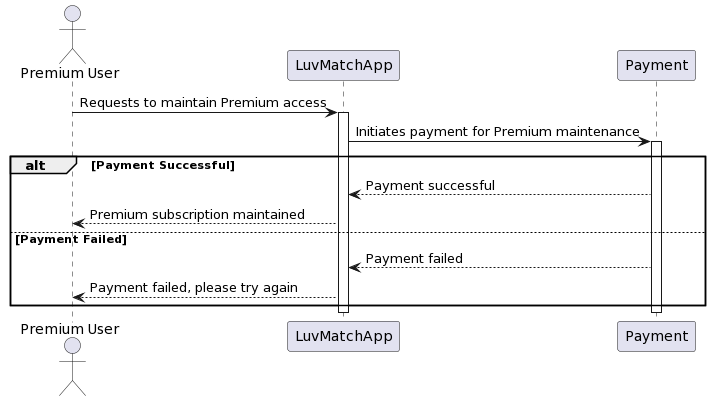 Premium User
LuvMatchApp
Payment
Requests to maintain Premium access
Initiates payment for Premium maintenance
alt
[Payment Successful]
Payment successful
Premium subscription maintained
[Payment Failed]
Payment failed
Payment failed, please try again
Premium User
LuvMatchApp
Payment